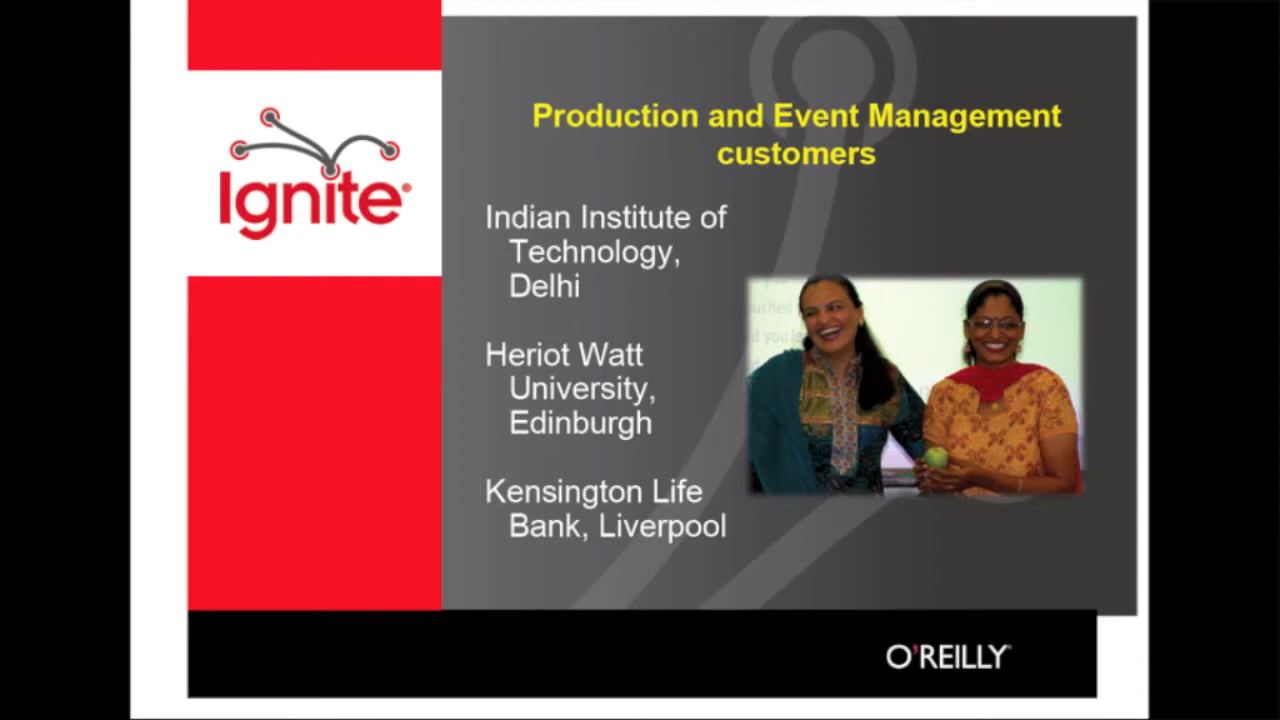 Ignite®
Production and Event Management
customers
Indian Institute of
Technology,
Delhi
Heriot Watt
University,
Edinburgh
Kensington Life
Bank, Liverpool
O'REILLY